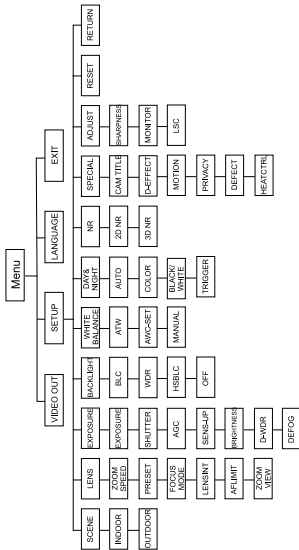 Menu
VIDEO OUT
SETUP
LANGUAGE
EXIT
SCENE
INDOOR
OUTDOOR
LENS
ZOOM
SPEED
PRESET
FOCUS
MODE
LENSINT
AFLIMIT
ZOOM
VIEW
EXPOSURE
EXPOSURE
SHUTTER
AGC
SENS-UP
BRIGHTNESS
D-WDR
DEFOG
BACKLIGHT
BLC
WDR
HSBLC
OFF
WHITE
BALANCE
ATW
AWC-SET
MANUAL
DAY&
NIGHT
AUTO
COLOR
BLACK/
WHITE
TRIGGER
NR
2D NR
3D NR
SPECIAL
CAM TITLE
D-EFFECT
MOTION
PRIVACY
DEFECT
HEATCTRL
ADJUST
SHARPNESS
MONITOR
LSC
RESET
RETURN